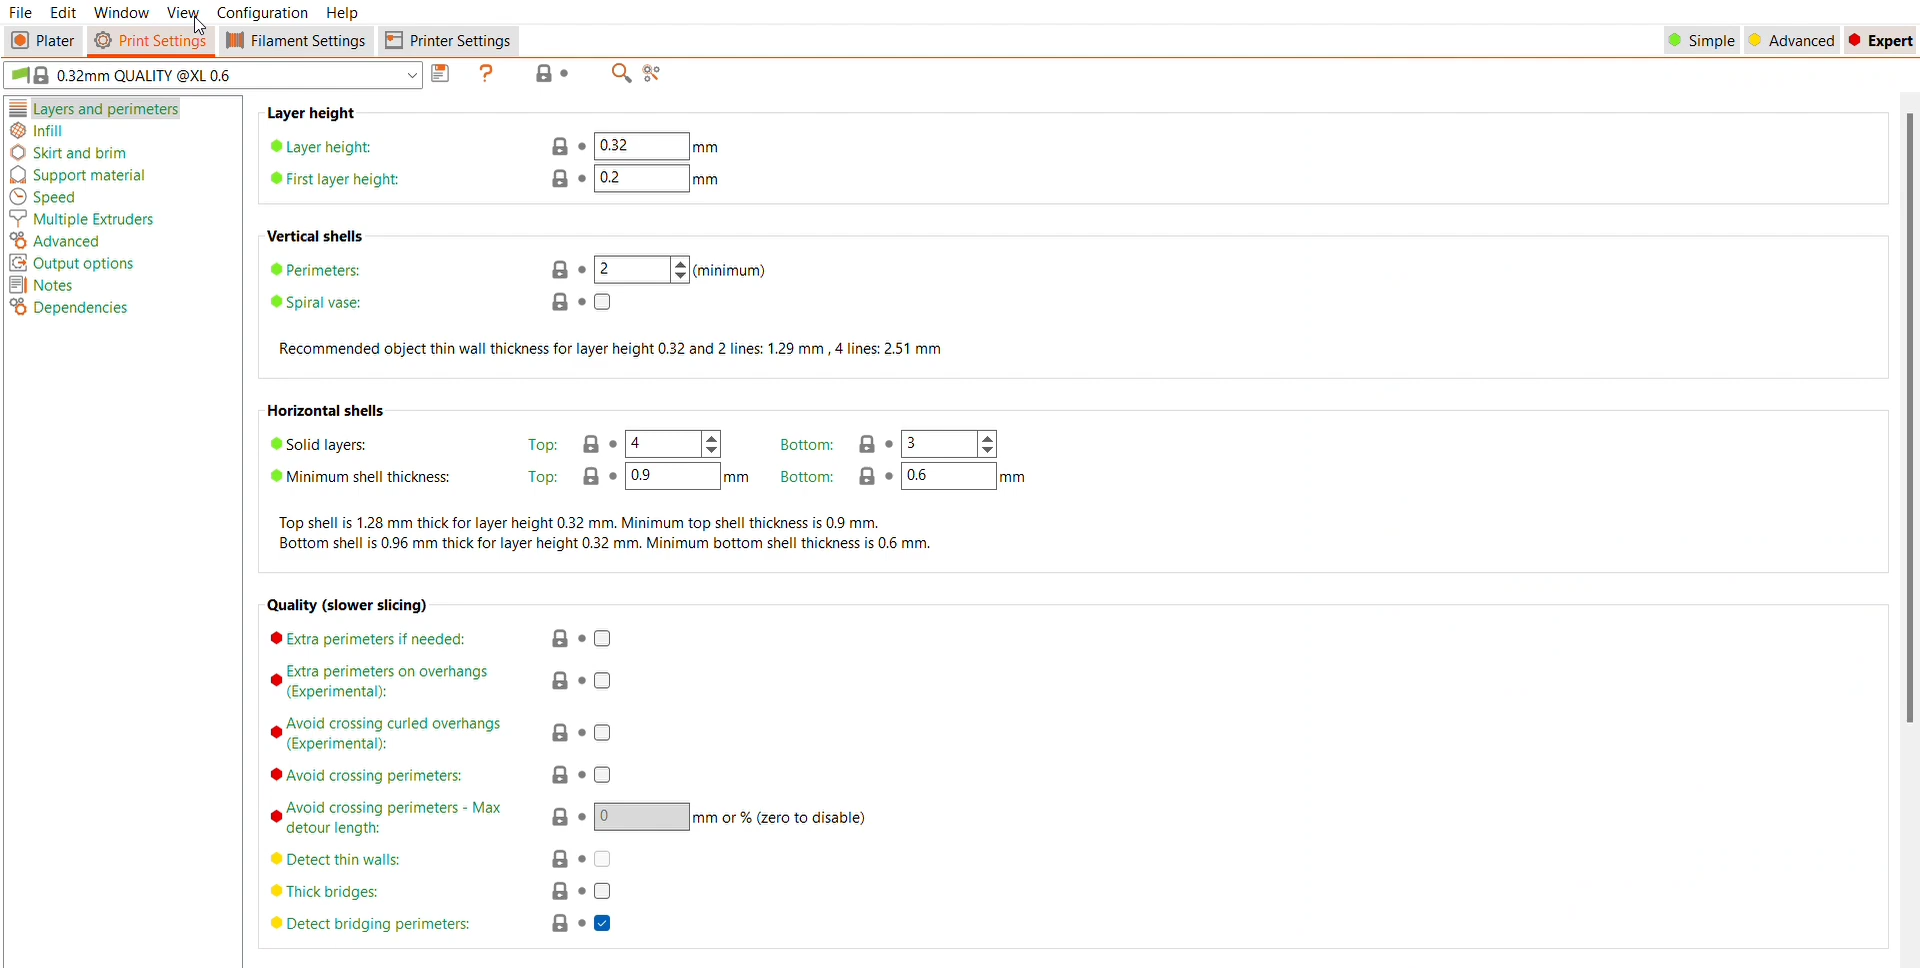 File Edit Window View Configuration Help
Plater Print Settings Filament Settings Printer Settings Simple Advanced Expert
0.32mm QUALITY @XL 0.6 ?
Layers and perimeters
Infill
Skirt and brim
Support material
Speed
Multiple Extruders
Advanced
Output options
Notes
Dependencies
Layer height
Layer height: 0.32 mm
First layer height: 0.2 mm
Vertical shells
Perimeters: 2 (minimum)
Spiral vase:
Recommended object thin wall thickness for layer height 0.32 and 2 lines: 1.29 mm , 4 lines: 2.51 mm
Horizontal shells
Solid layers: Top: 4 Bottom: 3
Minimum shell thickness: Top: 0.9 mm Bottom: 0.6 mm
Top shell is 1.28 mm thick for layer height 0.32 mm. Minimum top shell thickness is 0.9 mm.
Bottom shell is 0.96 mm thick for layer height 0.32 mm. Minimum bottom shell thickness is 0.6 mm.
Quality (slower slicing)
Extra perimeters if needed:
Extra perimeters on overhangs
(Experimental):
Avoid crossing curled overhangs
(Experimental):
Avoid crossing perimeters:
Avoid crossing perimeters - Max
detour length: 0 mm or % (zero to disable)
Detect thin walls:
Thick bridges:
Detect bridging perimeters: